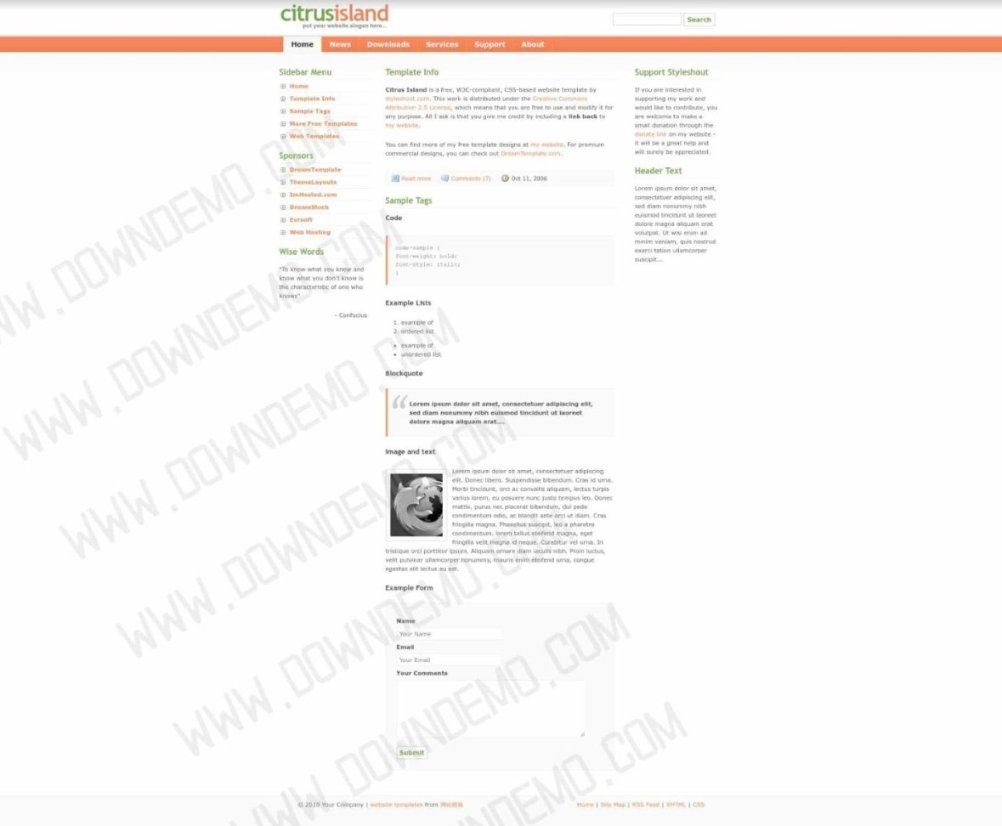 citrusisland
put your website slogan here...
Search
Home News Downloads Services Support About
Sidebar Menu
Home
Template Info
Sample Tags
More Free Templates
Web Templates
Sponsors
DreamTemplate
ThemeLayouts
ImHosted.com
DreamStock
Evrsoft
Web Hosting
Wise Words
"To know what you know and
know what you don't know is
the characteristic of one who
knows"
- Confucius
Template Info
Citrus Island is a free, W3C-compliant, CSS-based website template by
styleshout.com. This work is distributed under the Creative Commons
Attribution 2.5 License, which means that you are free to use and modify it for
any purpose. All I ask is that you give me credit by including a link back to
my website.
You can find more of my free template designs at my website. For premium
commercial designs, you can check out DreamTemplate.com.
Read more Comments (7) Oct 11, 2006
Sample Tags
Code
code-sample {
font-weight: bold;
font-style: italic;
}
Example Lists
1. example of
2. ordered list
• example of
• unordered list
Blockquote
Lorem ipsum dolor sit amet, consectetuer adipiscing elit,
sed diam nonummy nibh euismod tincidunt ut laoreet
dolore magna aliquam erat....
Image and text
Lorem ipsum dolor sit amet, consectetuer adipiscing
elit. Donec libero. Suspendisse bibendum. Cras id urna.
Morbi tincidunt, orci ac convallis aliquam, lectus turpis
varius lorem, eu posuere nunc justo tempus leo. Donec
mattis, purus nec placerat bibendum, dui pede
condimentum odio, ac blandit ante orci ut diam. Cras
fringilla magna. Phasellus suscipit, leo a pharetra
condimentum, lorem tellus eleifend magna, eget
fringilla velit magna id neque. Curabitur vel urna. In
tristique orci porttitor ipsum. Aliquam ornare diam iaculis nibh. Proin luctus,
velit pulvinar ullamcorper nonummy, mauris enim eleifend urna, congue
egestas elit lectus eu est.
Example Form
Name
Your Name
Email
Your Email
Your Comments
Submit
Support Styleshout
If you are interested in
supporting my work and
would like to contribute, you
are welcome to make a
small donation through the
donate link on my website -
it will be a great help and
will surely be appreciated.
Header Text
Lorem ipsum dolor sit amet,
consectetuer adipiscing elit,
sed diam nonummy nibh
euismod tincidunt ut laoreet
dolore magna aliquam erat
volutpat. Ut wisi enim ad
minim veniam, quis nostrud
exerci tation ullamcorper
suscipit...
© 2010 Your Company | website templates from 网站模板
Home | Site Map | RSS Feed | XHTML | CSS
WWW.DOWNDEMO.COM
WWW.DOWNDEMO.COM
WWW.DOWNDEMO.COM
WWW.DOWNDEMO.COM
WWW.DOWNDEMO.COM
WWW.DOWNDEMO.COM